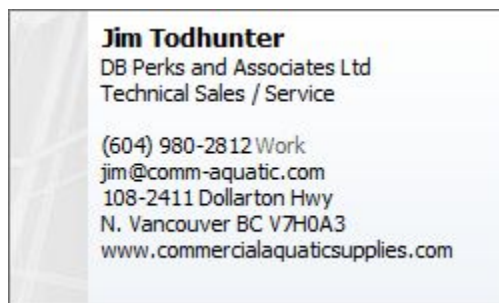 Jim Todhunter
DB Perks and Associates Ltd
Technical Sales / Service
(604) 980-2812 Work
jim@comm-aquatic.com
108-2411 Dollarton Hwy
N. Vancouver BC V7H0A3
www.commercialaquaticsupplies.com